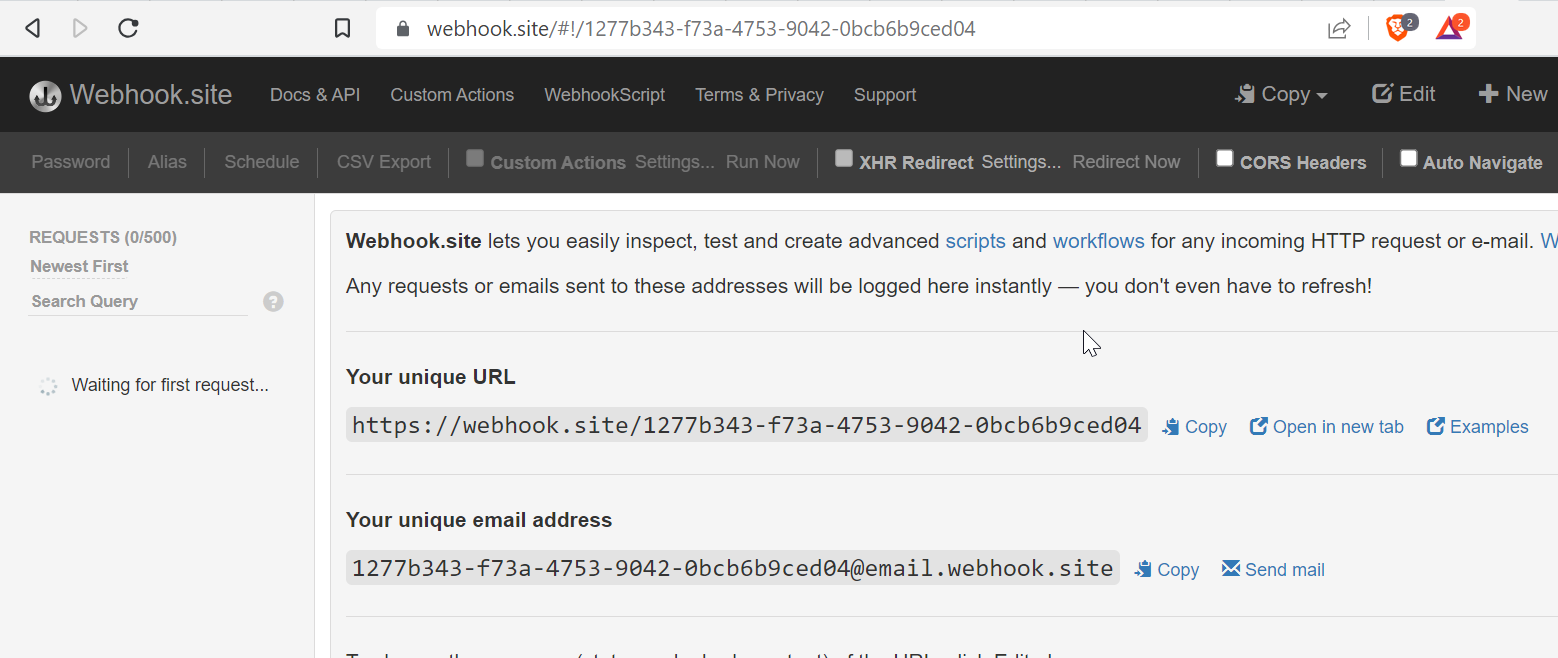 webhook.site/#!/1277b343-f73a-4753-9042-0bcb6b9ced04 2 2
Webhook.site Docs & API Custom Actions WebhookScript Terms & Privacy Support Copy Edit New
Password Alias Schedule CSV Export Custom Actions Settings... Run Now XHR Redirect Settings... Redirect Now CORS Headers Auto Navigate
REQUESTS (0/500)
Newest First
Search Query ?
Waiting for first request...
Webhook.site lets you easily inspect, test and create advanced scripts and workflows for any incoming HTTP request or e-mail. W
Any requests or emails sent to these addresses will be logged here instantly — you don't even have to refresh!
Your unique URL
https://webhook.site/1277b343-f73a-4753-9042-0bcb6b9ced04 Copy Open in new tab Examples
Your unique email address
1277b343-f73a-4753-9042-0bcb6b9ced04@email.webhook.site Copy Send mail